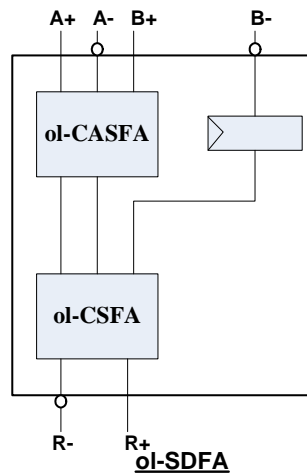 A+ A- B+ B-
ol-CASFA
ol-CSFA
R- R+
ol-SDFA